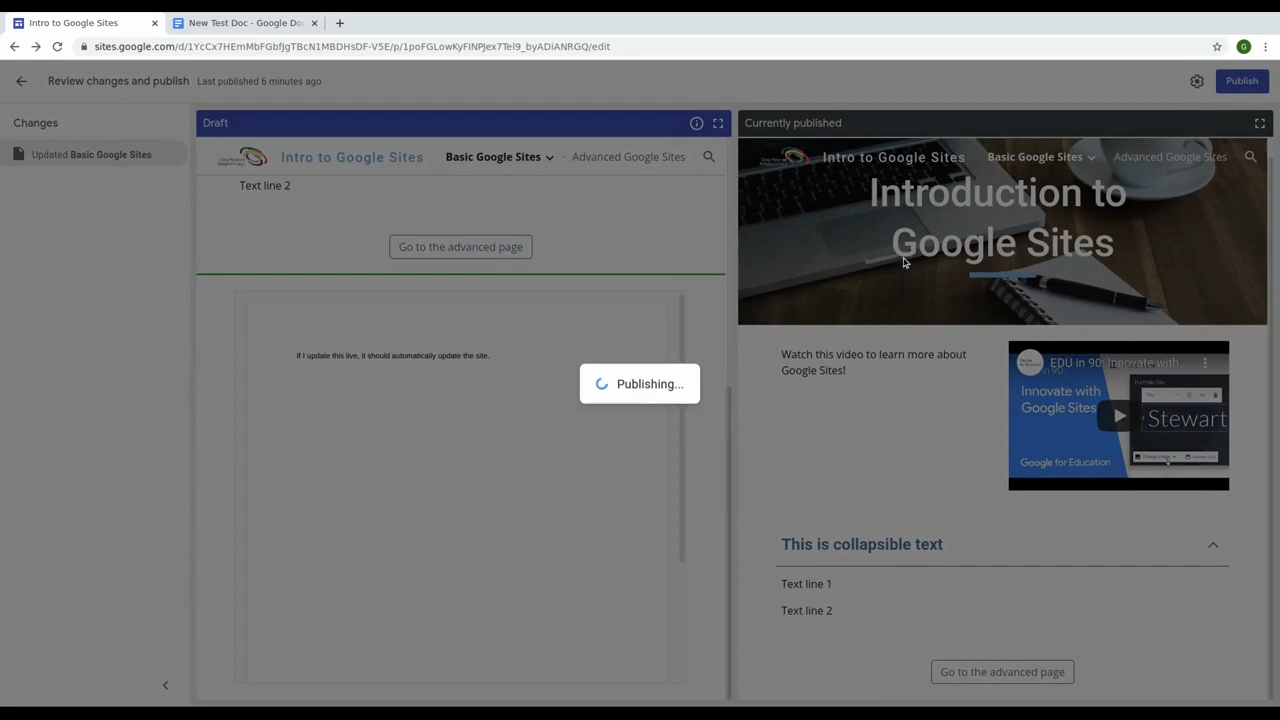 Intro to Google Sites
New Test Doc - Google Doc
sites.google.com/d/1YcCx7HEmMbFGbfJgTBcN1MBDHsDF-V5E/p/1poFGLowKyFINPJex7Tel9_byADiANRGQ/edit
G
Review changes and publish
Last published 6 minutes ago
Publish
Changes
Updated Basic Google Sites
Draft
Intro to Google Sites
Basic Google Sites
Advanced Google Sites
Text line 2
Go to the advanced page
If I update this live, it should automatically update the site.
Publishing...
Currently published
Intro to Google Sites
Basic Google Sites
Advanced Google Sites
Introduction to
Google Sites
Watch this video to learn more about
Google Sites!
EDU in 90: Innovate with...
Innovate with
Google Sites
Stewart
Google for Education
This is collapsible text
Text line 1
Text line 2
Go to the advanced page